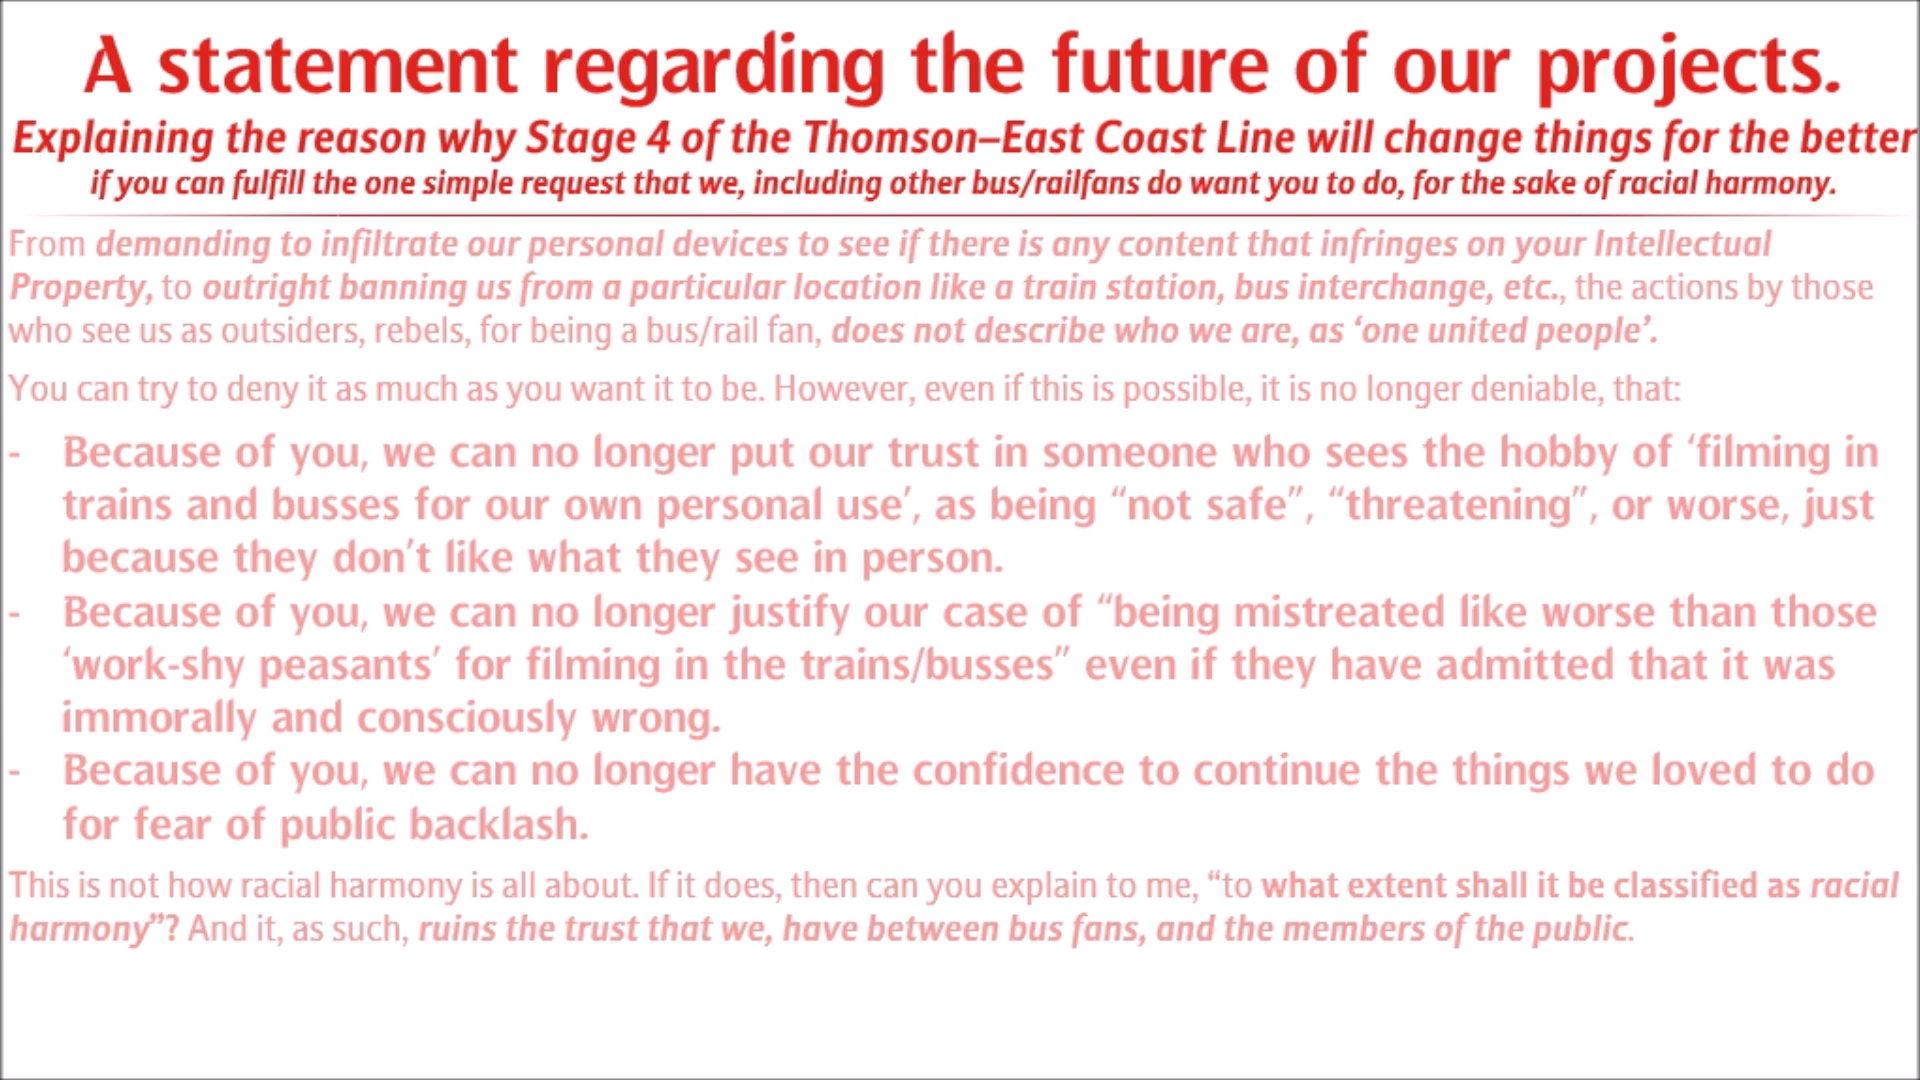 A statement regarding the future of our projects.
Explaining the reason why Stage 4 of the Thomson–East Coast Line will change things for the better
if you can fulfill the one simple request that we, including other bus/railfans do want you to do, for the sake of racial harmony.
From demanding to infiltrate our personal devices to see if there is any content that infringes on your Intellectual
Property, to outright banning us from a particular location like a train station, bus interchange, etc., the actions by those
who see us as outsiders, rebels, for being a bus/rail fan, does not describe who we are, as ‘one united people’.
You can try to deny it as much as you want it to be. However, even if this is possible, it is no longer deniable, that:
- Because of you, we can no longer put our trust in someone who sees the hobby of ‘filming in
trains and busses for our own personal use’, as being “not safe”, “threatening”, or worse, just
because they don’t like what they see in person.
- Because of you, we can no longer justify our case of “being mistreated like worse than those
‘work-shy peasants’ for filming in the trains/busses” even if they have admitted that it was
immorally and consciously wrong.
- Because of you, we can no longer have the confidence to continue the things we loved to do
for fear of public backlash.
This is not how racial harmony is all about. If it does, then can you explain to me, “to what extent shall it be classified as racial
harmony”? And it, as such, ruins the trust that we, have between bus fans, and the members of the public.